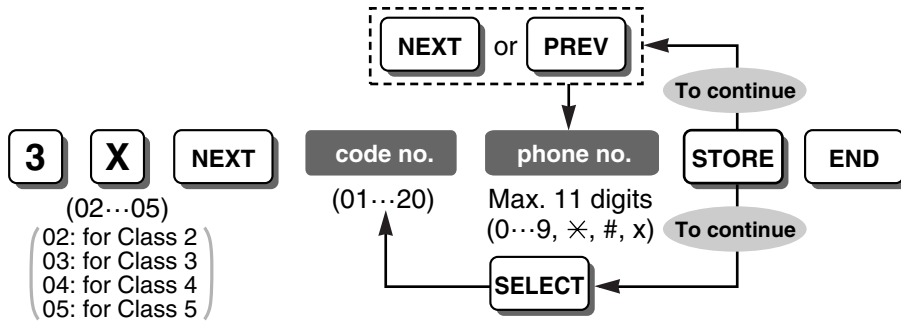 NEXT or PREV
To continue
3 X NEXT code no. phone no. STORE END
(02···05) (01···20) Max. 11 digits
(0···9, ✳, #, x)
To continue
02: for Class 2
03: for Class 3
04: for Class 4
05: for Class 5
SELECT